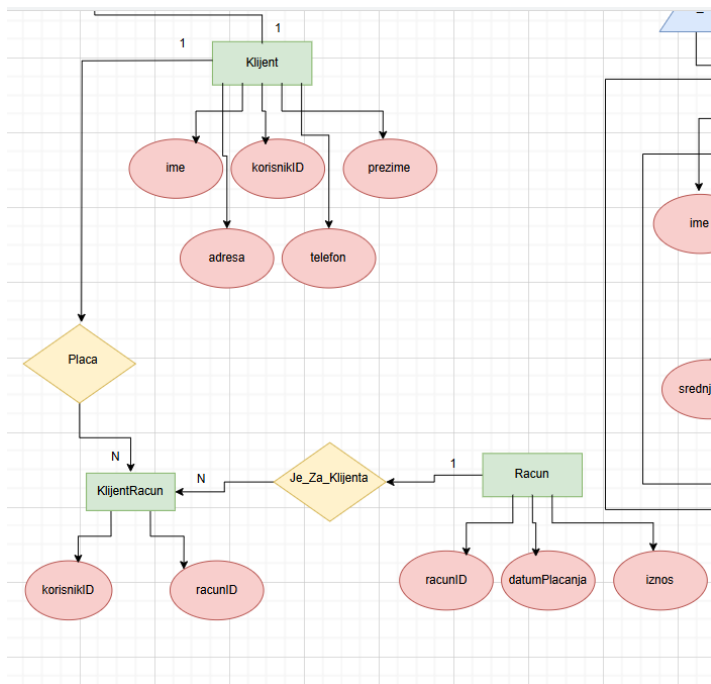 1
1
Klijent
ime
korisnikID
prezime
ime
adresa
telefon
Placa
srednj
N
N
Je_Za_Klijenta
1
Racun
KlijentRacun
korisnikID
racunID
racunID
datumPlacanja
iznos